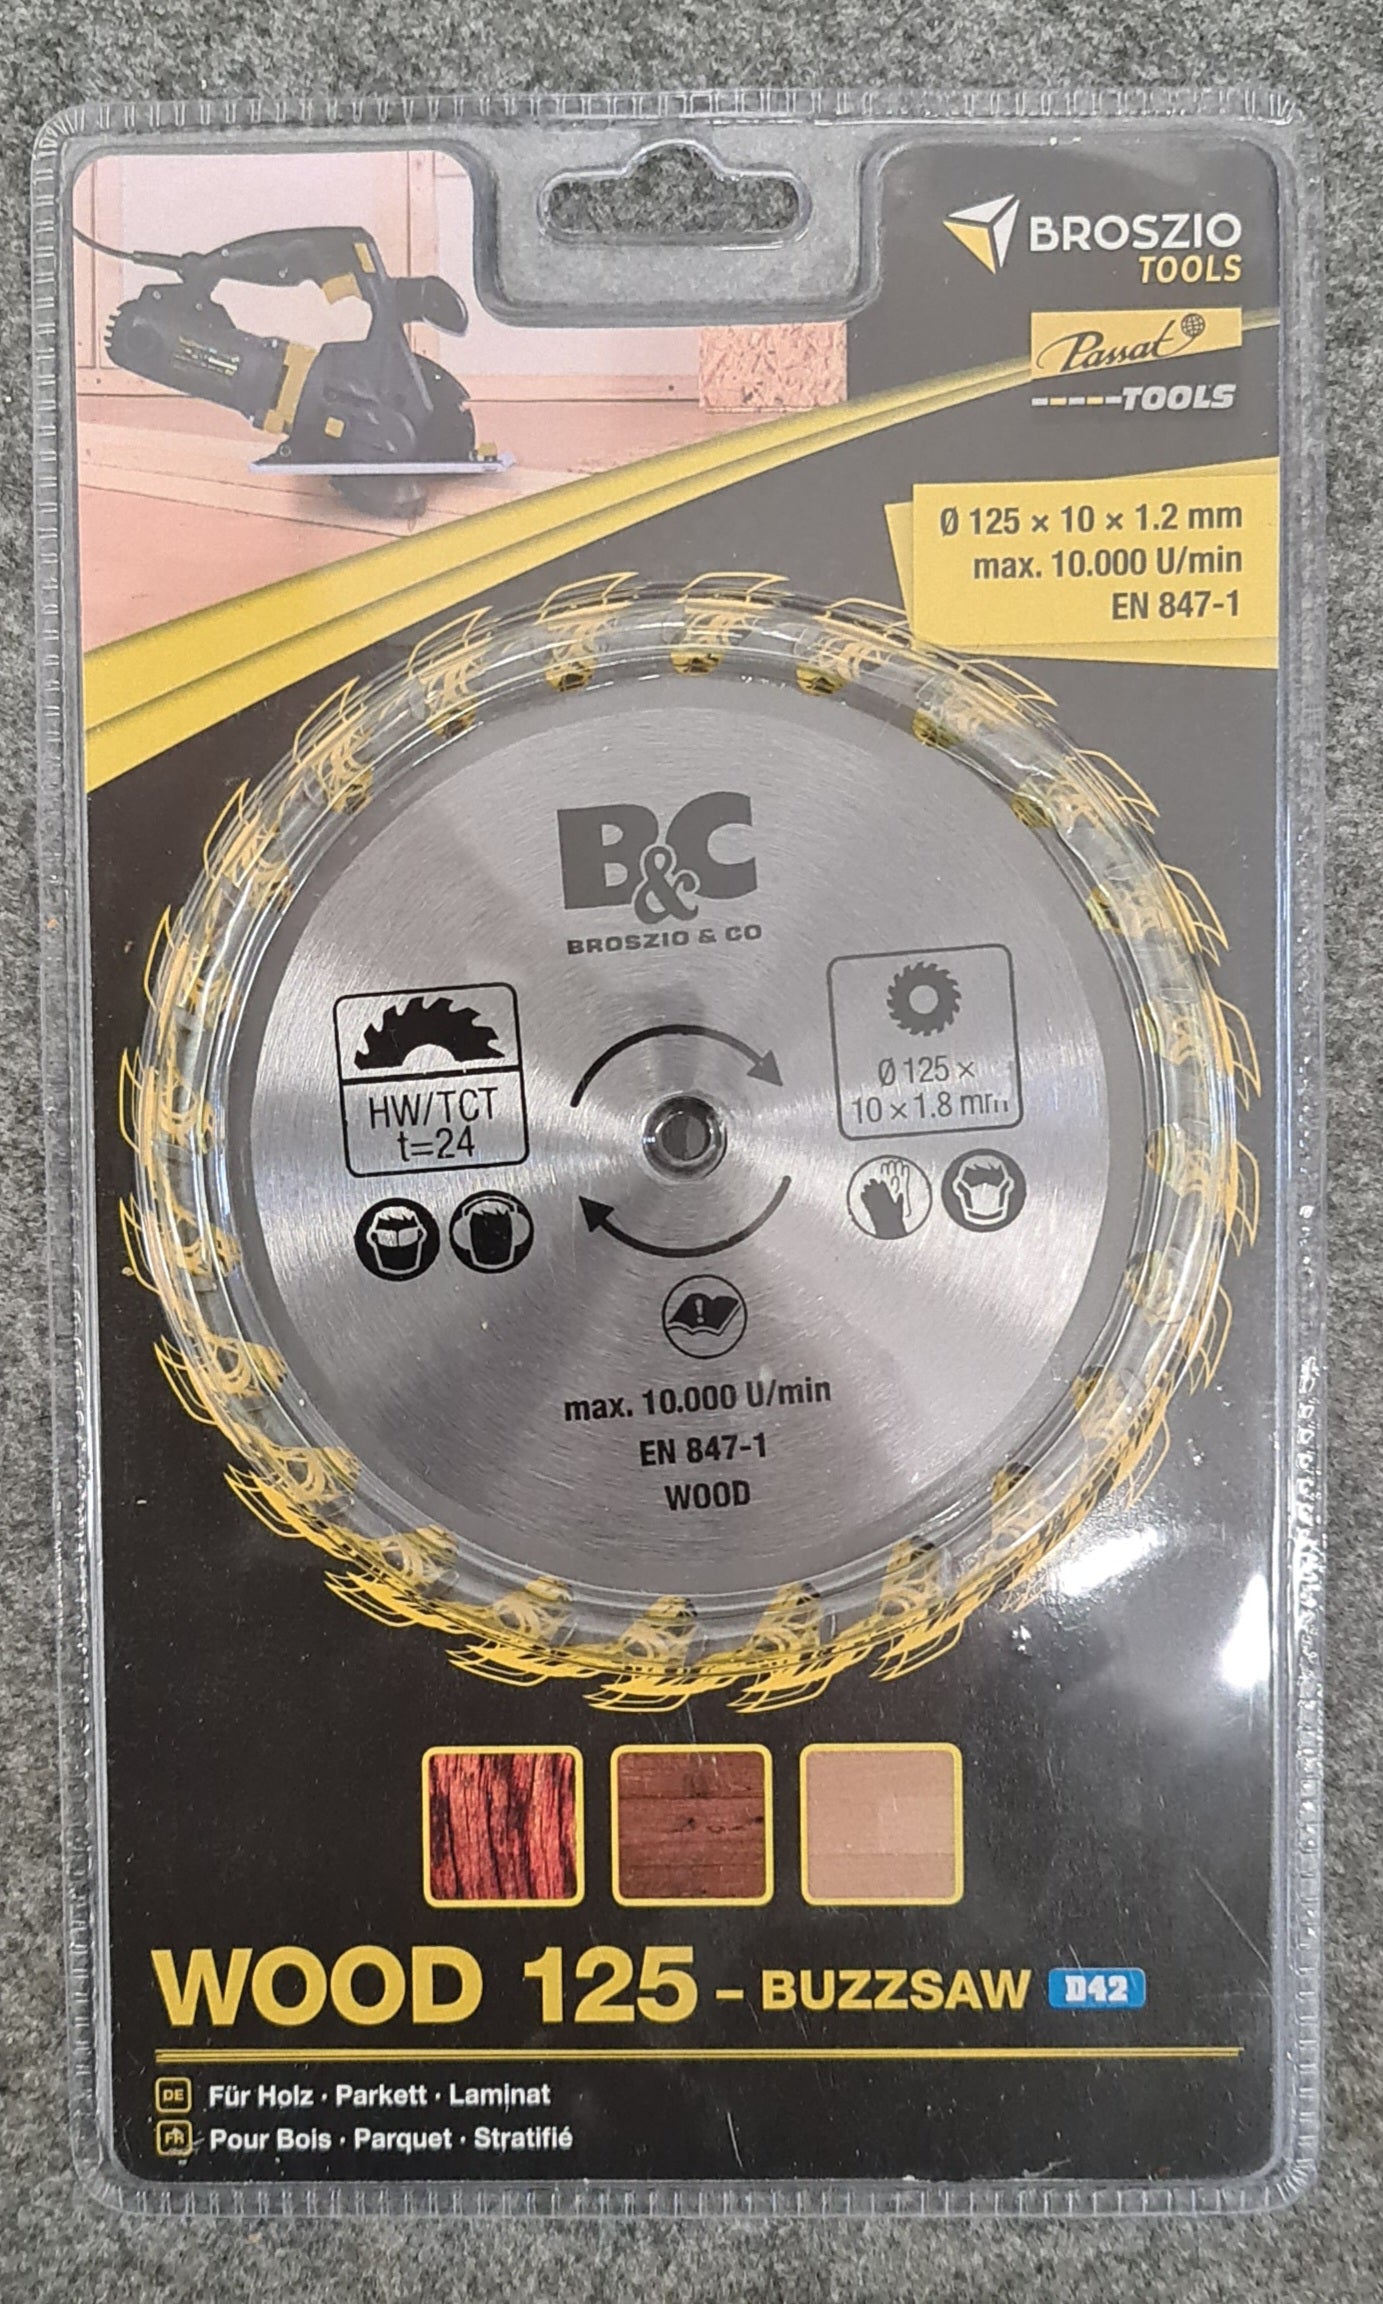 BROSZIO
TOOLS
Passat
TOOLS
Ø 125 × 10 × 1.2 mm
max. 10.000 U/min
EN 847-1
B&C
BROSZIO & CO
HW/TCT
t=24
Ø 125 ×
10 × 1.8 mm
max. 10.000 U/min
EN 847-1
WOOD
WOOD 125 - BUZZSAW D42
DE Für Holz · Parkett · Laminat
FR Pour Bois · Parquet · Stratifié